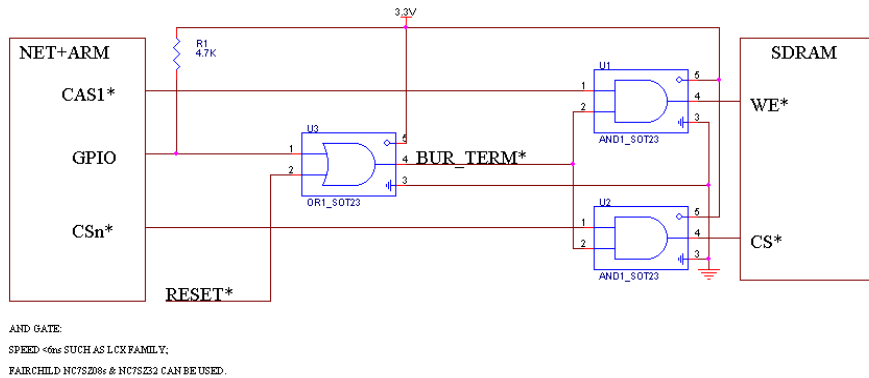 3.3V
NET+ARM
R1
4.7K
SDRAM
U1
5
CAS1*
1
4
WE*
2
3
U3
5
AND1_SOT23
GPIO
1
4
BUR_TERM*
2
3
OR1_SOT23
U2
5
CSn*
1
4
CS*
2
3
AND1_SOT23
RESET*
AND GATE:
SPEED <6ns SUCH AS LCX FAMILY;
FAIRCHILD NC7SZ08s & NC7SZ32 CAN BE USED.